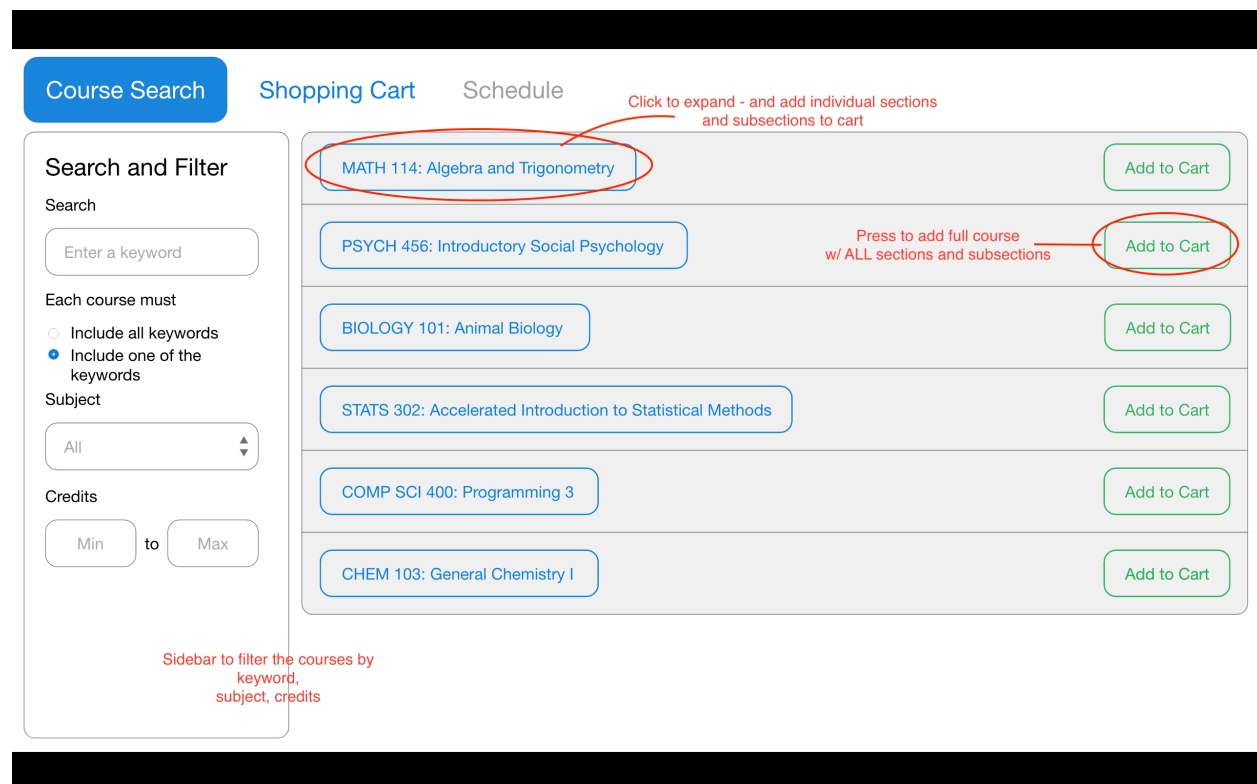 Course Search
Shopping Cart
Schedule
Click to expand - and add individual sections
and subsections to cart
Search and Filter
Search
Enter a keyword
Each course must
Include all keywords
Include one of the
keywords
Subject
All
Credits
Min
to
Max
Sidebar to filter the courses by
keyword,
subject, credits
MATH 114: Algebra and Trigonometry
Add to Cart
PSYCH 456: Introductory Social Psychology
Press to add full course
w/ ALL sections and subsections
Add to Cart
BIOLOGY 101: Animal Biology
Add to Cart
STATS 302: Accelerated Introduction to Statistical Methods
Add to Cart
COMP SCI 400: Programming 3
Add to Cart
CHEM 103: General Chemistry I
Add to Cart